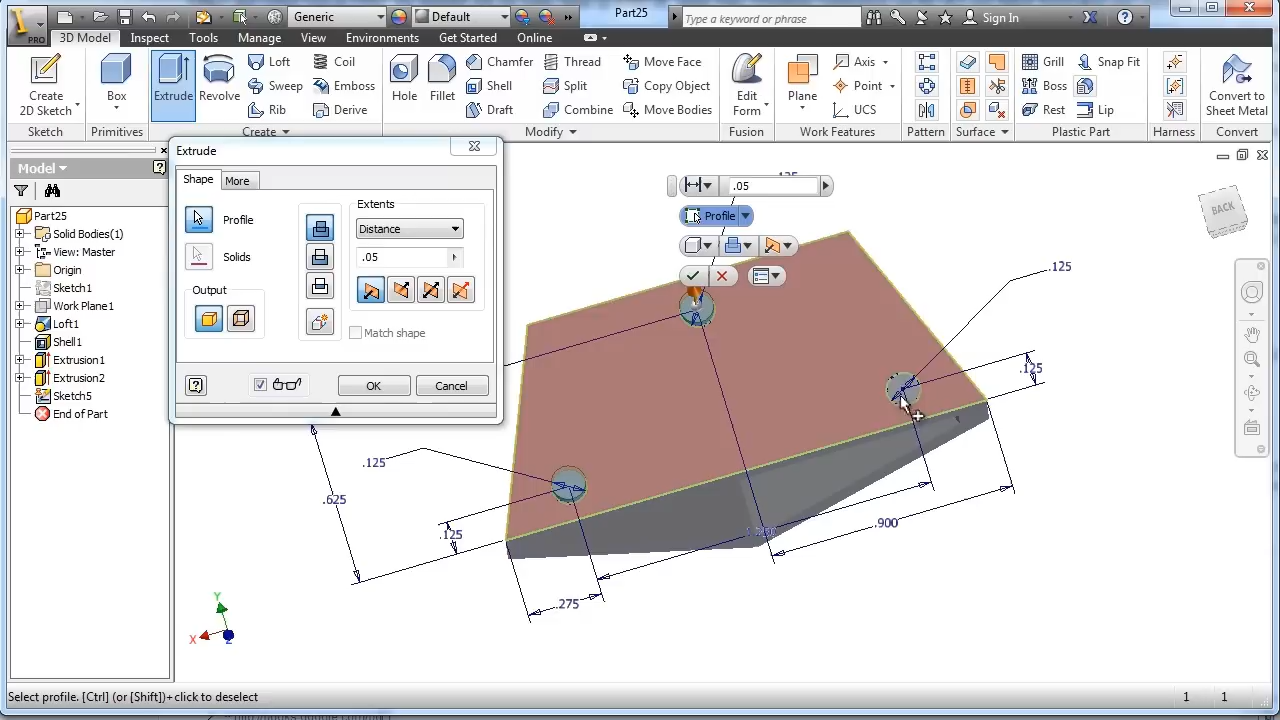 Generic
Default
Part25
Type a keyword or phrase
Sign In
PRO
3D Model
Inspect
Tools
Manage
View
Environments
Get Started
Online
Create
2D Sketch
Box
Extrude
Revolve
Loft
Coil
Sweep
Emboss
Rib
Derive
Hole
Fillet
Chamfer
Thread
Move Face
Shell
Split
Copy Object
Draft
Combine
Move Bodies
Edit
Form
Plane
Axis
Point
UCS
Grill
Snap Fit
Boss
Rest
Lip
Convert to
Sheet Metal
Sketch
Primitives
Create
Modify
Fusion
Work Features
Pattern
Surface
Plastic Part
Harness
Convert
Model
Part25
Solid Bodies(1)
View: Master
Origin
Sketch1
Work Plane1
Loft1
Shell1
Extrusion1
Extrusion2
Sketch5
End of Part
Extrude
Shape
More
Profile
Solids
Output
Extents
Distance
.05
Match shape
OK
Cancel
.05
Profile
BACK
.125
.125
.125
.625
.125
.900
.275
Y
X
Z
Select profile. [Ctrl] (or [Shift])+click to deselect
1
1